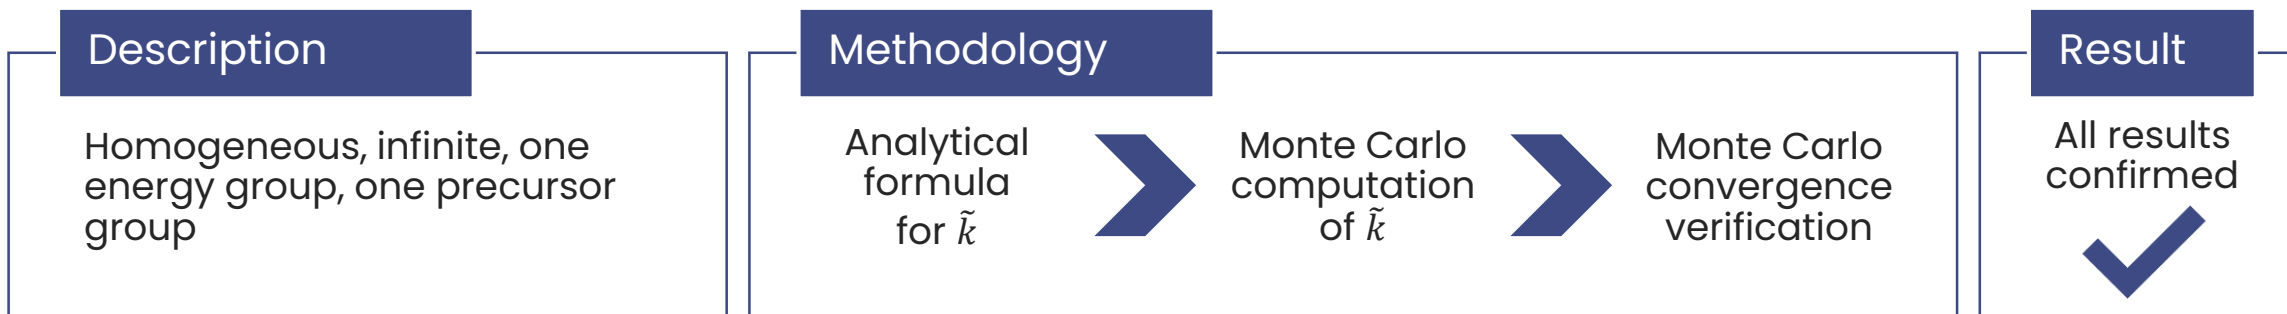 Description
Homogeneous, infinite, one
energy group, one precursor
group
Methodology
Analytical
formula
for k̃
Monte Carlo
computation
of k̃
Monte Carlo
convergence
verification
Result
All results
confirmed